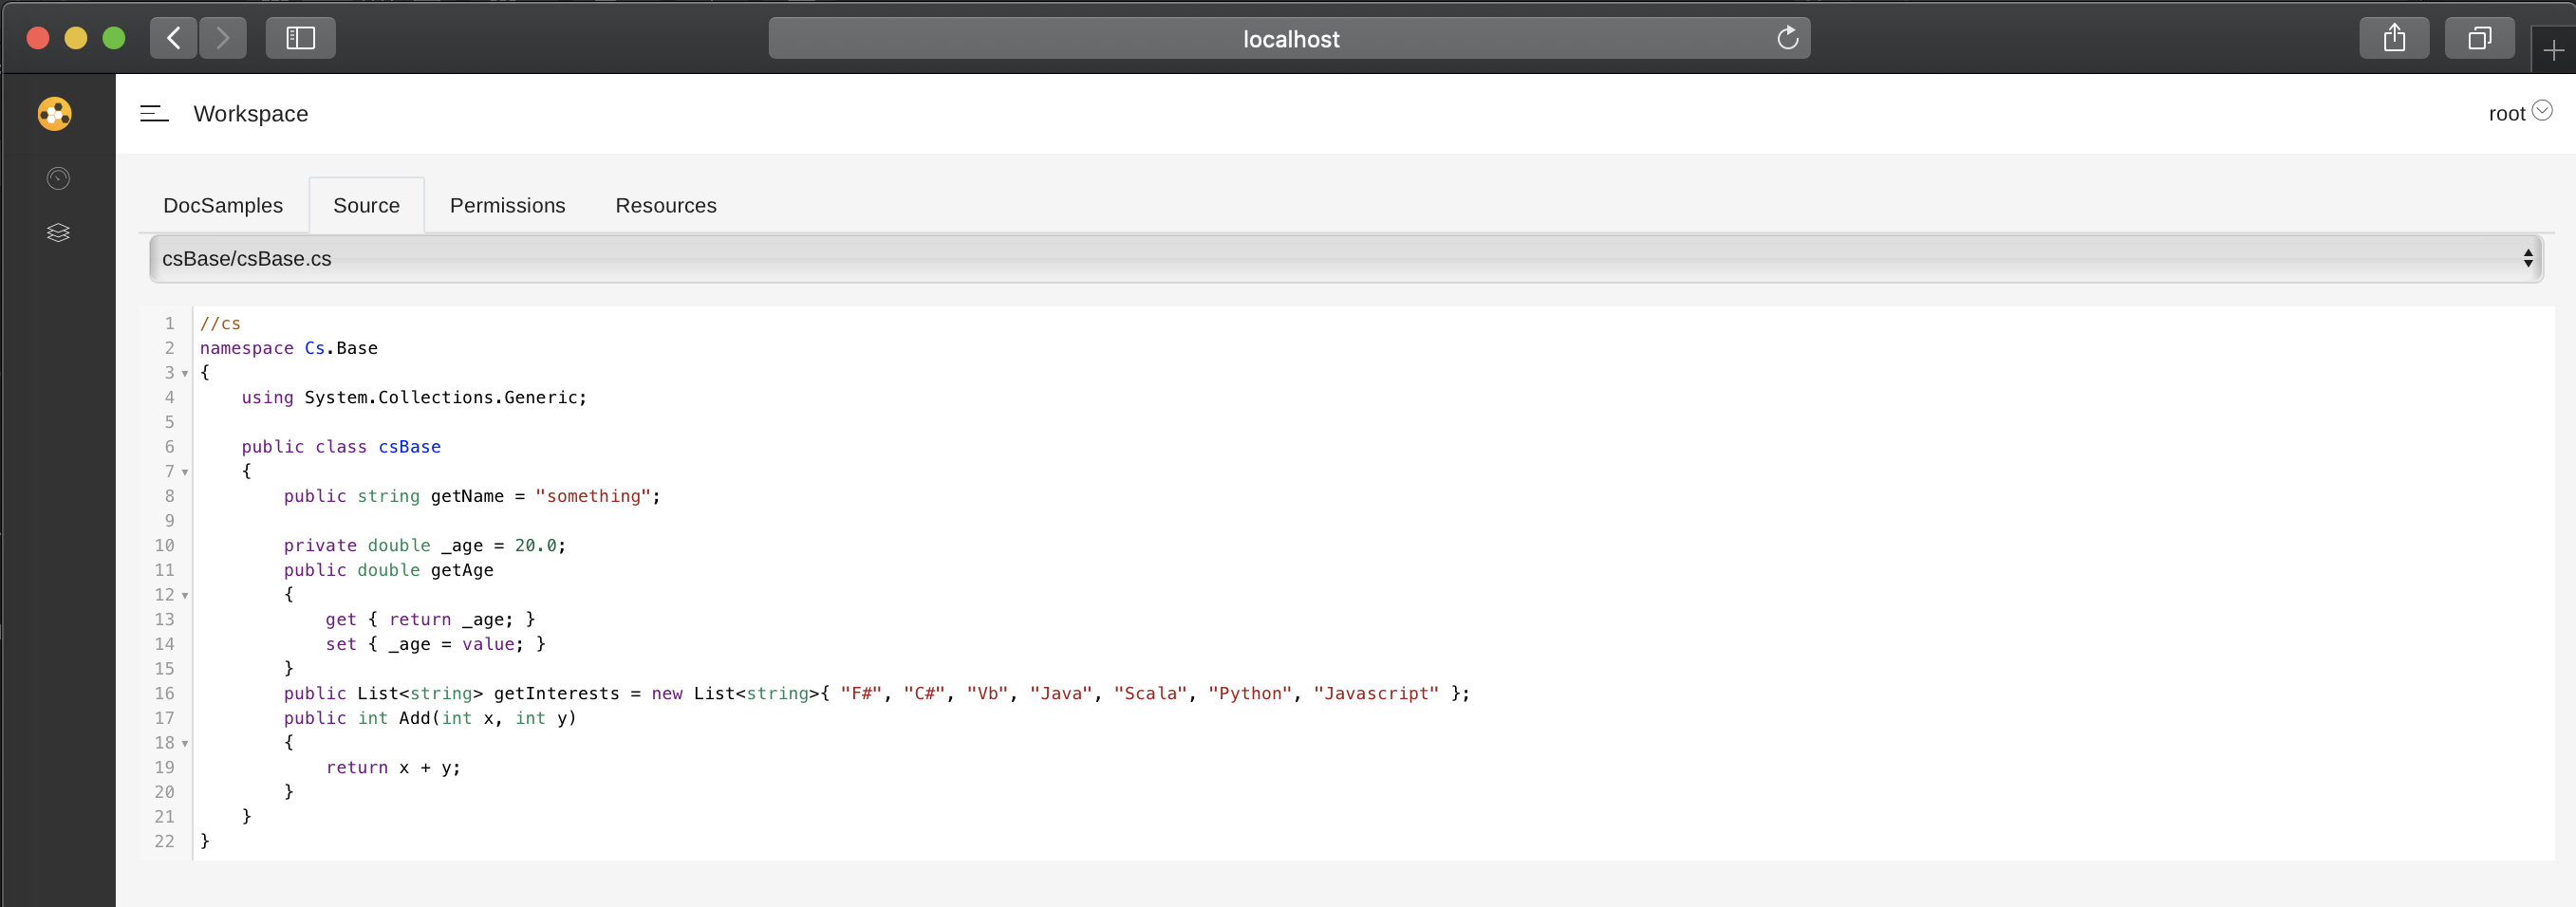 localhost
Workspace
root
DocSamples Source Permissions Resources
csBase/csBase.cs
1 //cs
2 namespace Cs.Base
3 {
4     using System.Collections.Generic;
5
6     public class csBase
7     {
8         public string getName = "something";
9
10         private double _age = 20.0;
11         public double getAge
12         {
13             get { return _age; }
14             set { _age = value; }
15         }
16         public List<string> getInterests = new List<string>{ "F#", "C#", "Vb", "Java", "Scala", "Python", "Javascript" };
17         public int Add(int x, int y)
18         {
19             return x + y;
20         }
21     }
22 }